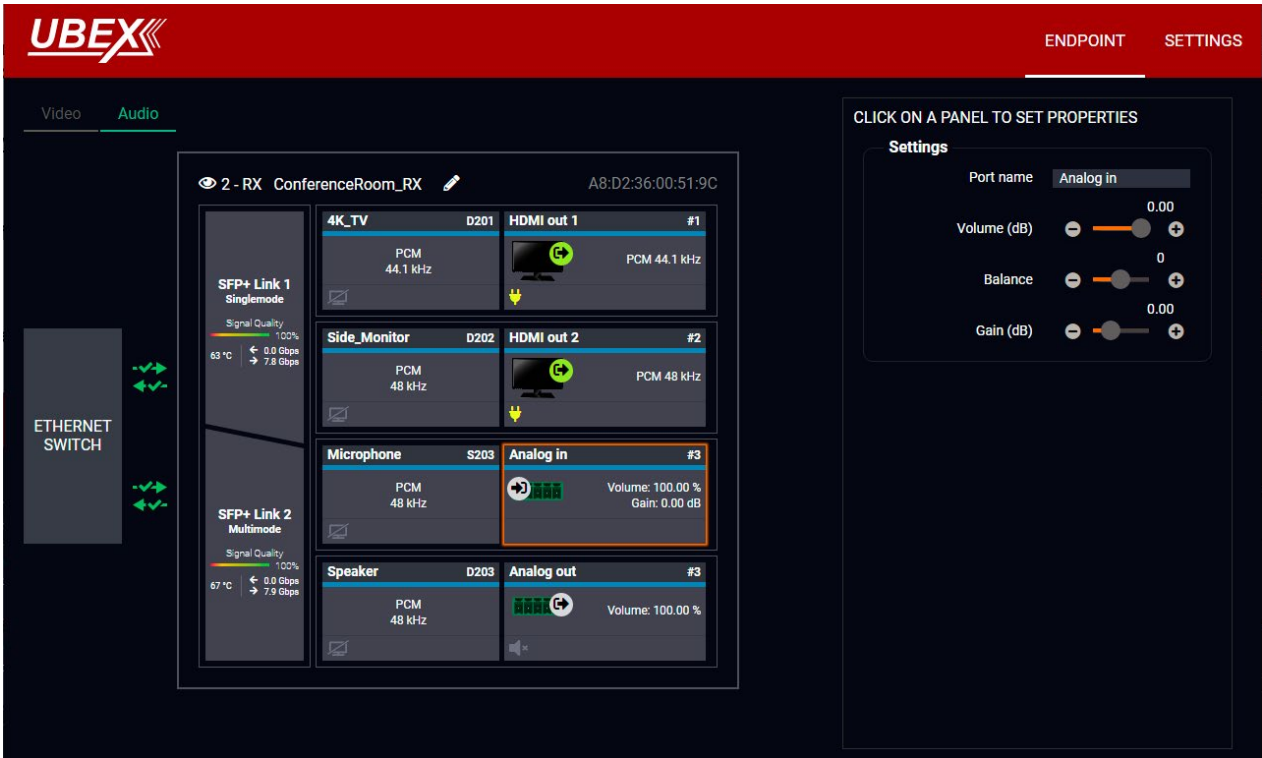 UBEX
ENDPOINT
SETTINGS
Video
Audio
2 - RX ConferenceRoom_RX
A8:D2:36:00:51:9C
ETHERNET
SWITCH
SFP+ Link 1
Singlemode
Signal Quality
100%
63 °C
0.0 Gbps
7.8 Gbps
SFP+ Link 2
Multimode
Signal Quality
100%
67 °C
0.0 Gbps
7.9 Gbps
4K_TV D201
PCM
44.1 kHz
HDMI out 1 #1
PCM 44.1 kHz
Side_Monitor D202
PCM
48 kHz
HDMI out 2 #2
PCM 48 kHz
Microphone S203
PCM
48 kHz
Analog in #3
Volume: 100.00 %
Gain: 0.00 dB
Speaker D203
PCM
48 kHz
Analog out #3
Volume: 100.00 %
CLICK ON A PANEL TO SET PROPERTIES
Settings
Port name Analog in
0.00
Volume (dB)
0
Balance
0.00
Gain (dB)